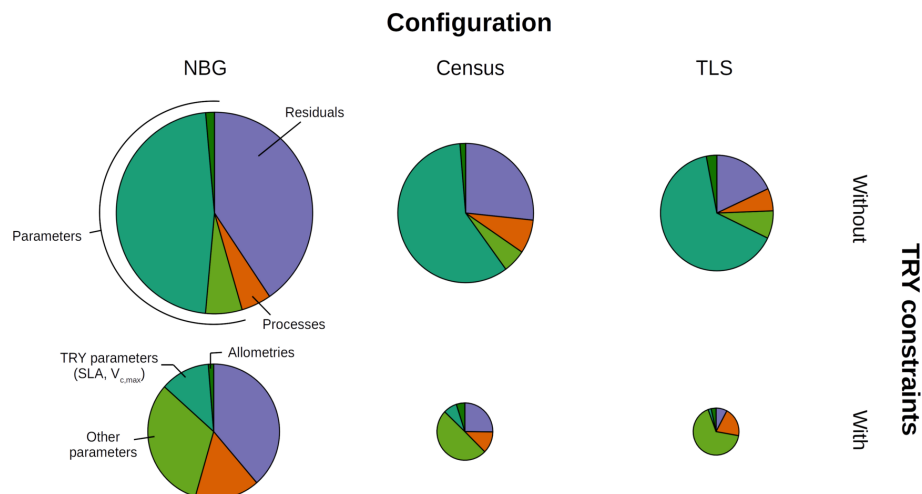 Configuration
NBG
Census
TLS
Residuals
Parameters
Processes
Without
TRY constraints
TRY parameters
(SLA, Vc,max)
Allometries
Other
parameters
With